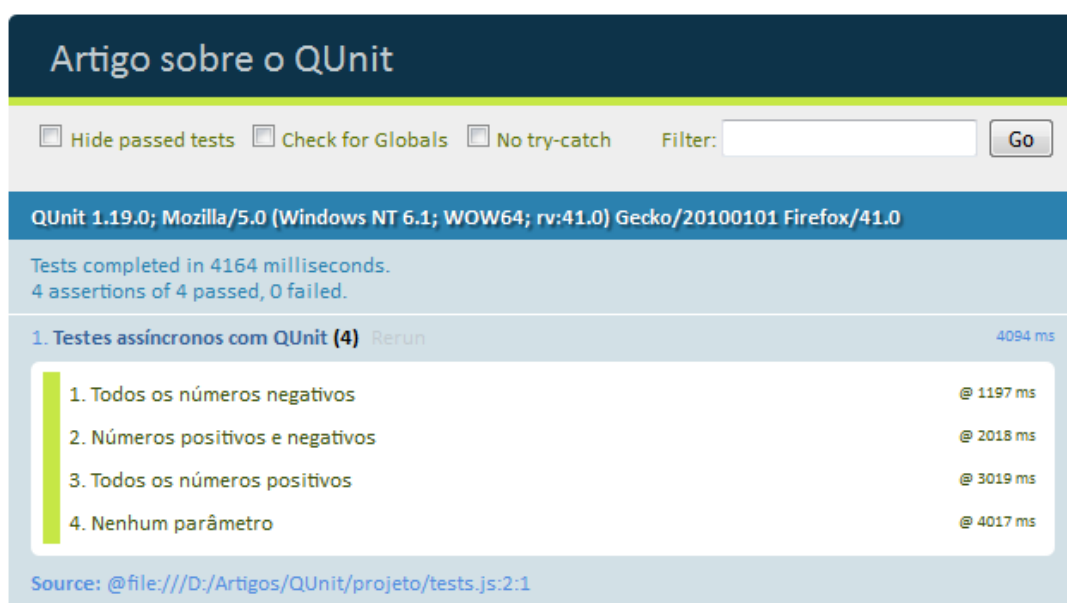 Artigo sobre o QUnit
Hide passed tests Check for Globals No try-catch Filter: Go
QUnit 1.19.0; Mozilla/5.0 (Windows NT 6.1; WOW64; rv:41.0) Gecko/20100101 Firefox/41.0
Tests completed in 4164 milliseconds.
4 assertions of 4 passed, 0 failed.
1. Testes assíncronos com QUnit (4) Rerun 4094 ms
1. Todos os números negativos @ 1197 ms
2. Números positivos e negativos @ 2018 ms
3. Todos os números positivos @ 3019 ms
4. Nenhum parâmetro @ 4017 ms
Source: @file:///D:/Artigos/QUnit/projeto/tests.js:2:1